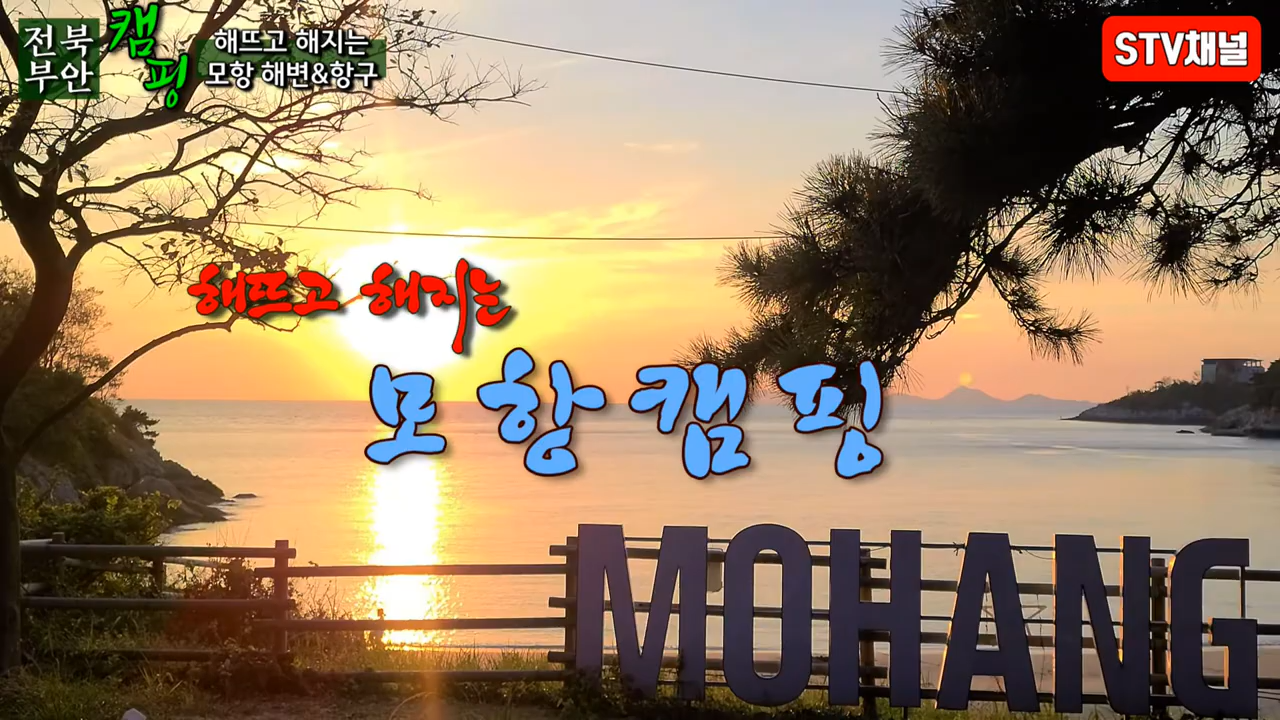 전북
부안
캠핑
해뜨고 해지는
모항 해변&항구
STV채널
해뜨고 해지는
모항캠핑
MOHANG